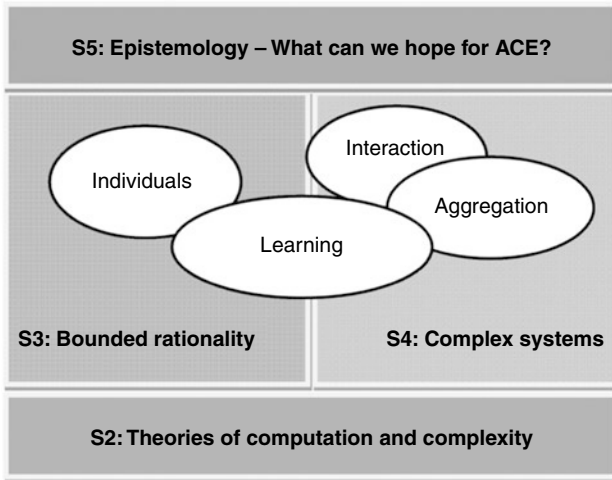 S5: Epistemology – What can we hope for ACE?
Interaction
Individuals
Aggregation
Learning
S3: Bounded rationality
S4: Complex systems
S2: Theories of computation and complexity